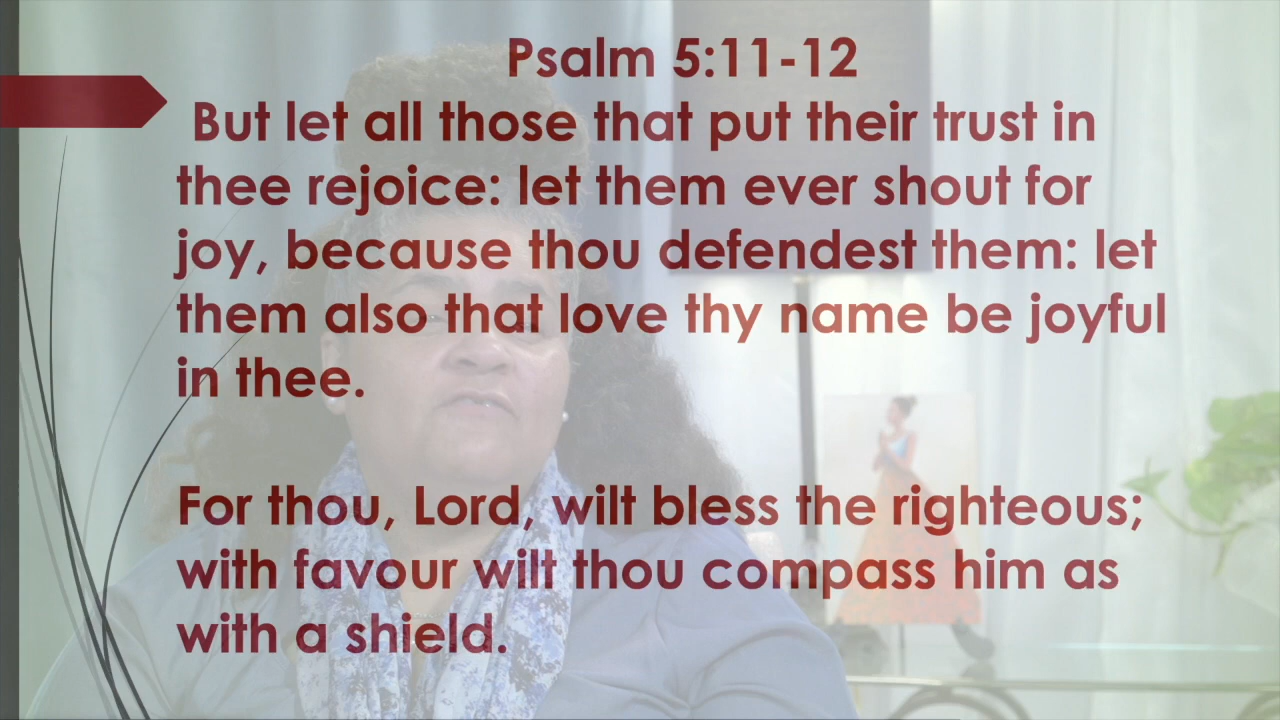 Psalm 5:11-12
But let all those that put their trust in
thee rejoice: let them ever shout for
joy, because thou defendest them: let
them also that love thy name be joyful
in thee.
For thou, Lord, wilt bless the righteous;
with favour wilt thou compass him as
with a shield.